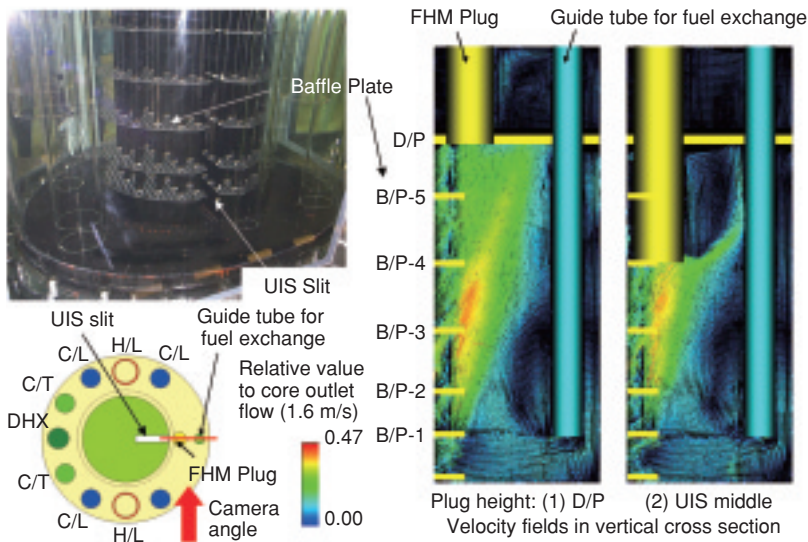 FHM Plug
Guide tube for fuel exchange
Baffle Plate
D/P
B/P-5
B/P-4
B/P-3
B/P-2
B/P-1
UIS Slit
UIS slit
Guide tube for
fuel exchange
C/L
H/L
C/L
C/T
DHX
C/T
C/L
H/L
Relative value
to core outlet
flow (1.6 m/s)
0.47
0.00
FHM Plug
Camera
angle
Plug height: (1) D/P
(2) UIS middle
Velocity fields in vertical cross section